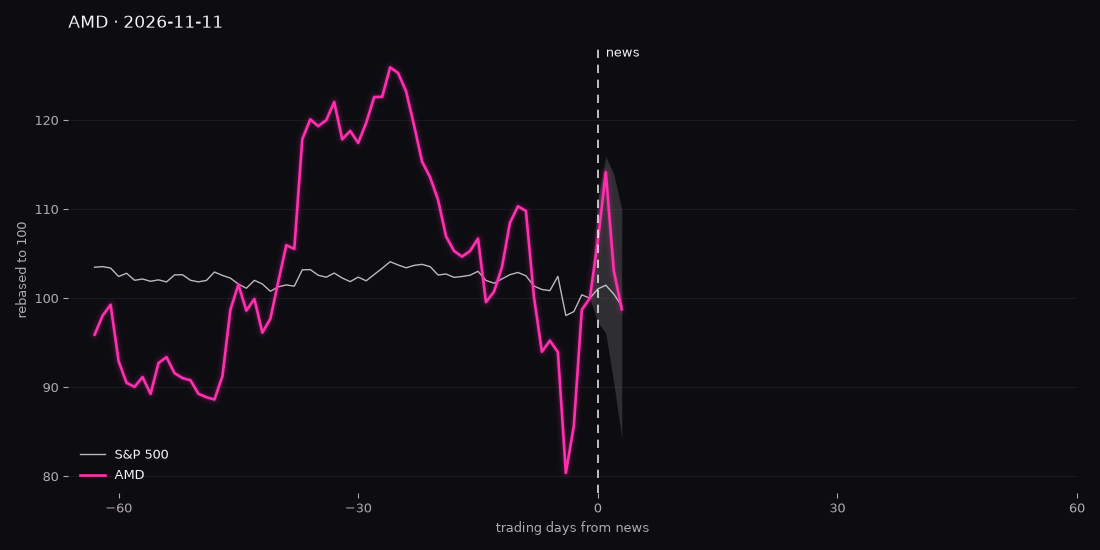 AMD · 2026-11-11
news
120
110
100
90
80
rebased to 100
S&P 500
AMD
−60
−30
0
30
60
trading days from news